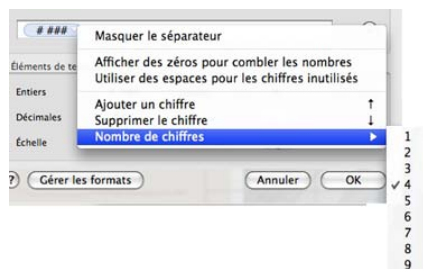 # ###
Masquer le séparateur
Afficher des zéros pour combler les nombres
Utiliser des espaces pour les chiffres inutilisés
Éléments de te
Entiers
Ajouter un chiffre ↑
Décimales
Supprimer le chiffre ↓
Nombre de chiffres ▶
Échelle
1
2
3
✓ 4
5
6
7
8
9
?
Gérer les formats
Annuler
OK